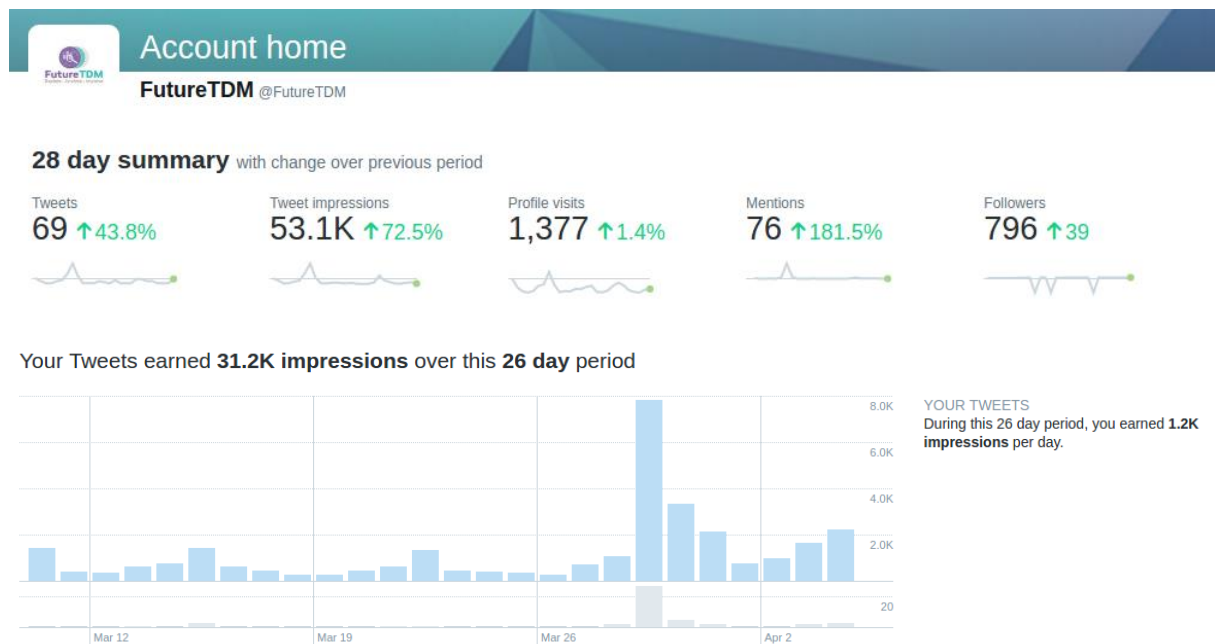 Account home
FutureTDM
FutureTDM @FutureTDM
28 day summary with change over previous period
Tweets
69 ↑43.8%
Tweet impressions
53.1K ↑72.5%
Profile visits
1,377 ↑1.4%
Mentions
76 ↑181.5%
Followers
796 ↑39
Your Tweets earned 31.2K impressions over this 26 day period
8.0K
6.0K
4.0K
2.0K
20
Mar 12
Mar 19
Mar 26
Apr 2
YOUR TWEETS
During this 26 day period, you earned 1.2K
impressions per day.